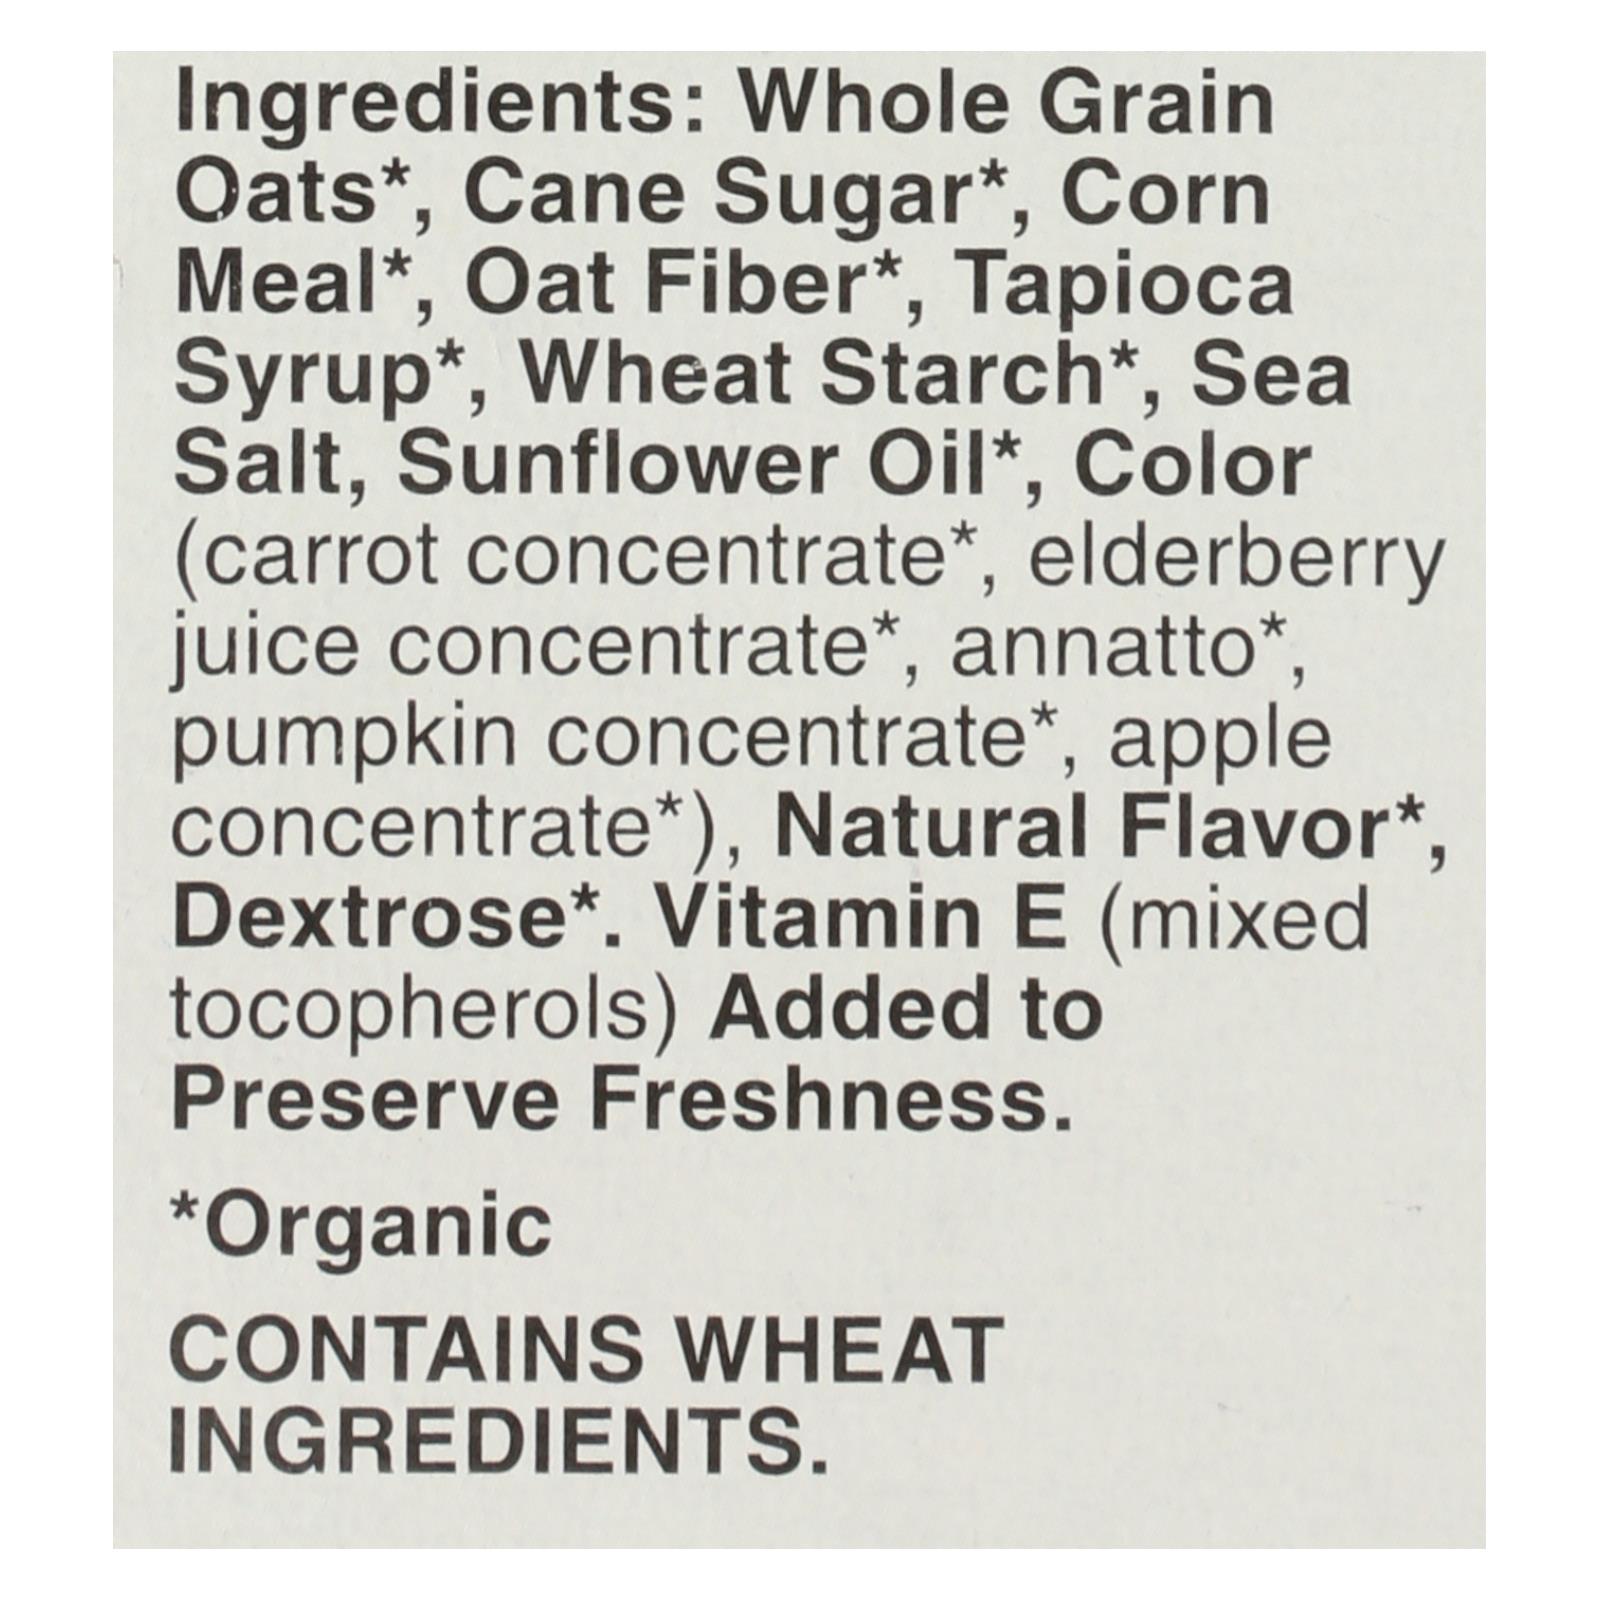 Ingredients: Whole Grain
Oats*, Cane Sugar*, Corn
Meal*, Oat Fiber*, Tapioca
Syrup*, Wheat Starch*, Sea
Salt, Sunflower Oil*, Color
(carrot concentrate*, elderberry
juice concentrate*, annatto*,
pumpkin concentrate*, apple
concentrate*), Natural Flavor*,
Dextrose*. Vitamin E (mixed
tocopherols) Added to
Preserve Freshness.
*Organic
CONTAINS WHEAT
INGREDIENTS.